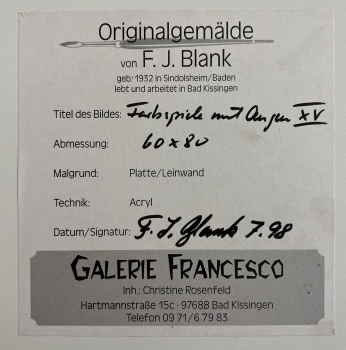 Originalgemälde
von F. J. Blank
geb. 1932 in Sindolsheim/Baden
lebt und arbeitet in Bad Kissingen
Titel des Bildes: Farbspiele mit Augen XV
Abmessung: 60 x 80
Malgrund: Platte/Leinwand
Technik: Acryl
Datum/Signatur: F. J. Blank 7.98
GALERIE FRANCESCO
Inh.: Christine Rosenfeld
Hartmannstraße 15c · 97688 Bad Kissingen
Telefon 09 71/6 79 83